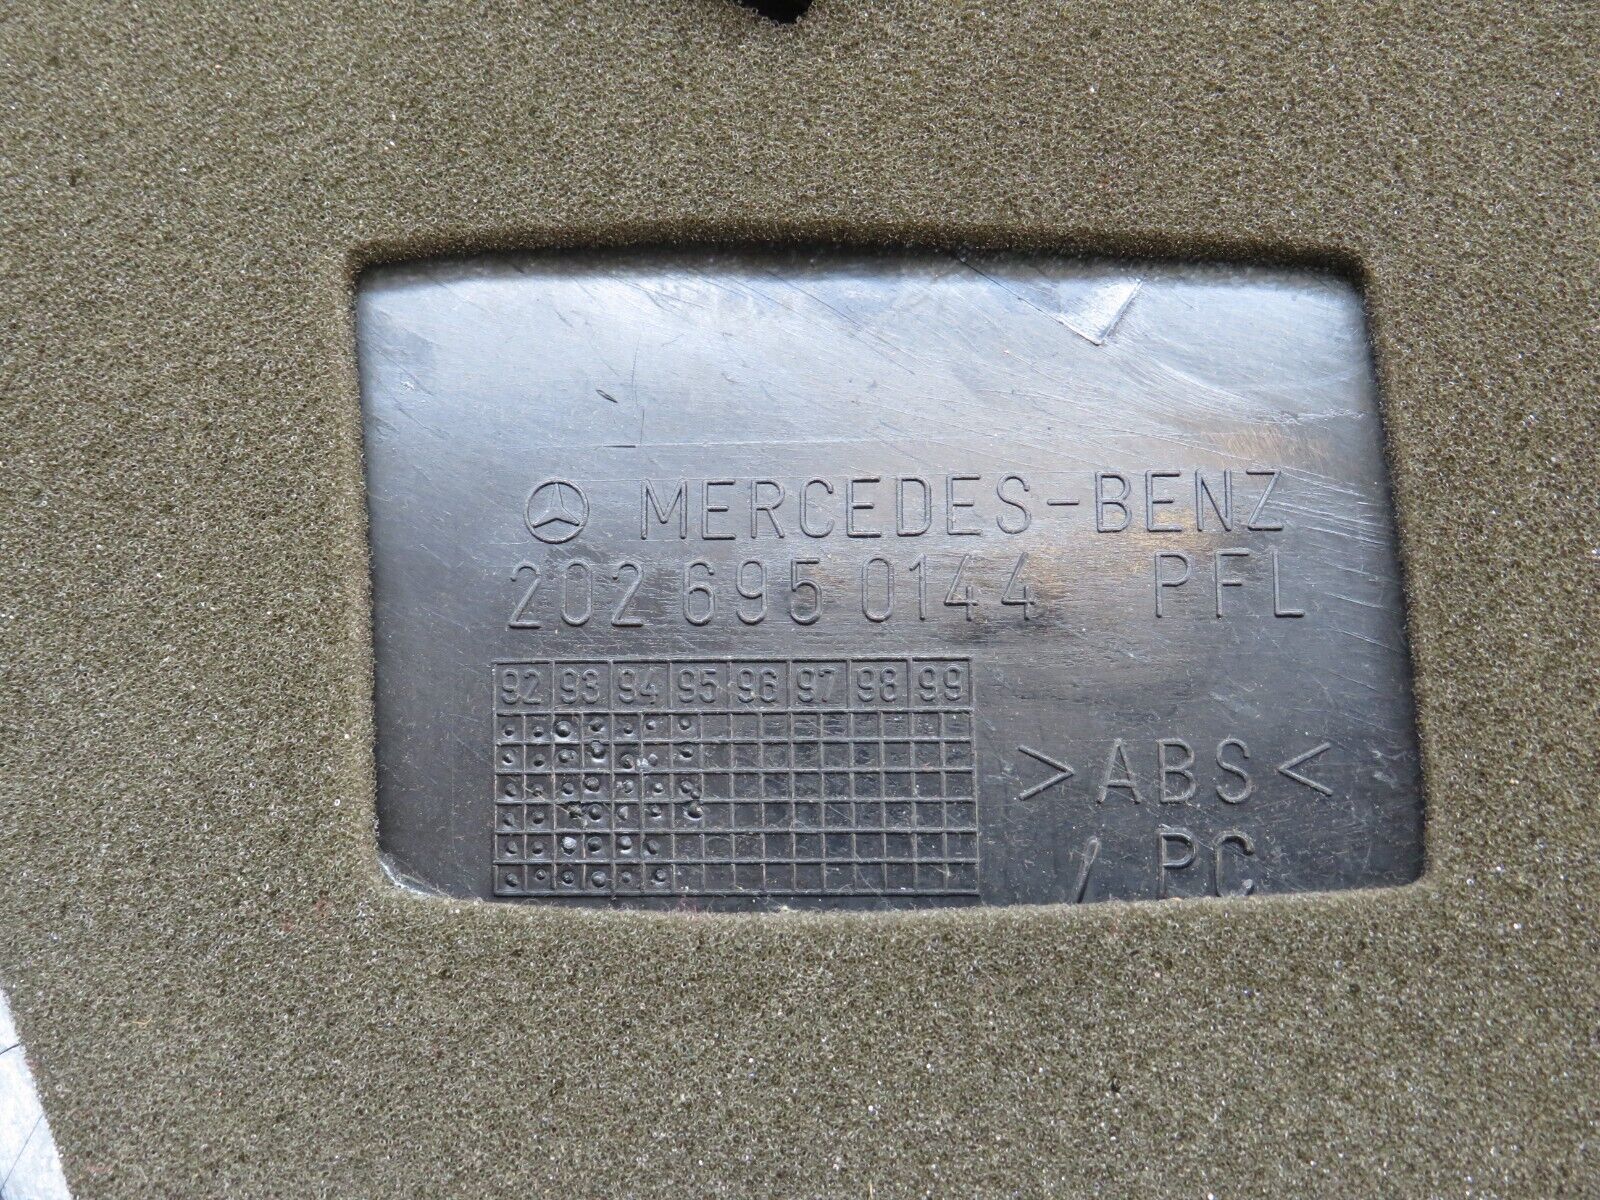 MERCEDES-BENZ
202 695 0144 PFL
92 93 94 95 96 97 98 99
>ABS<
/ PC